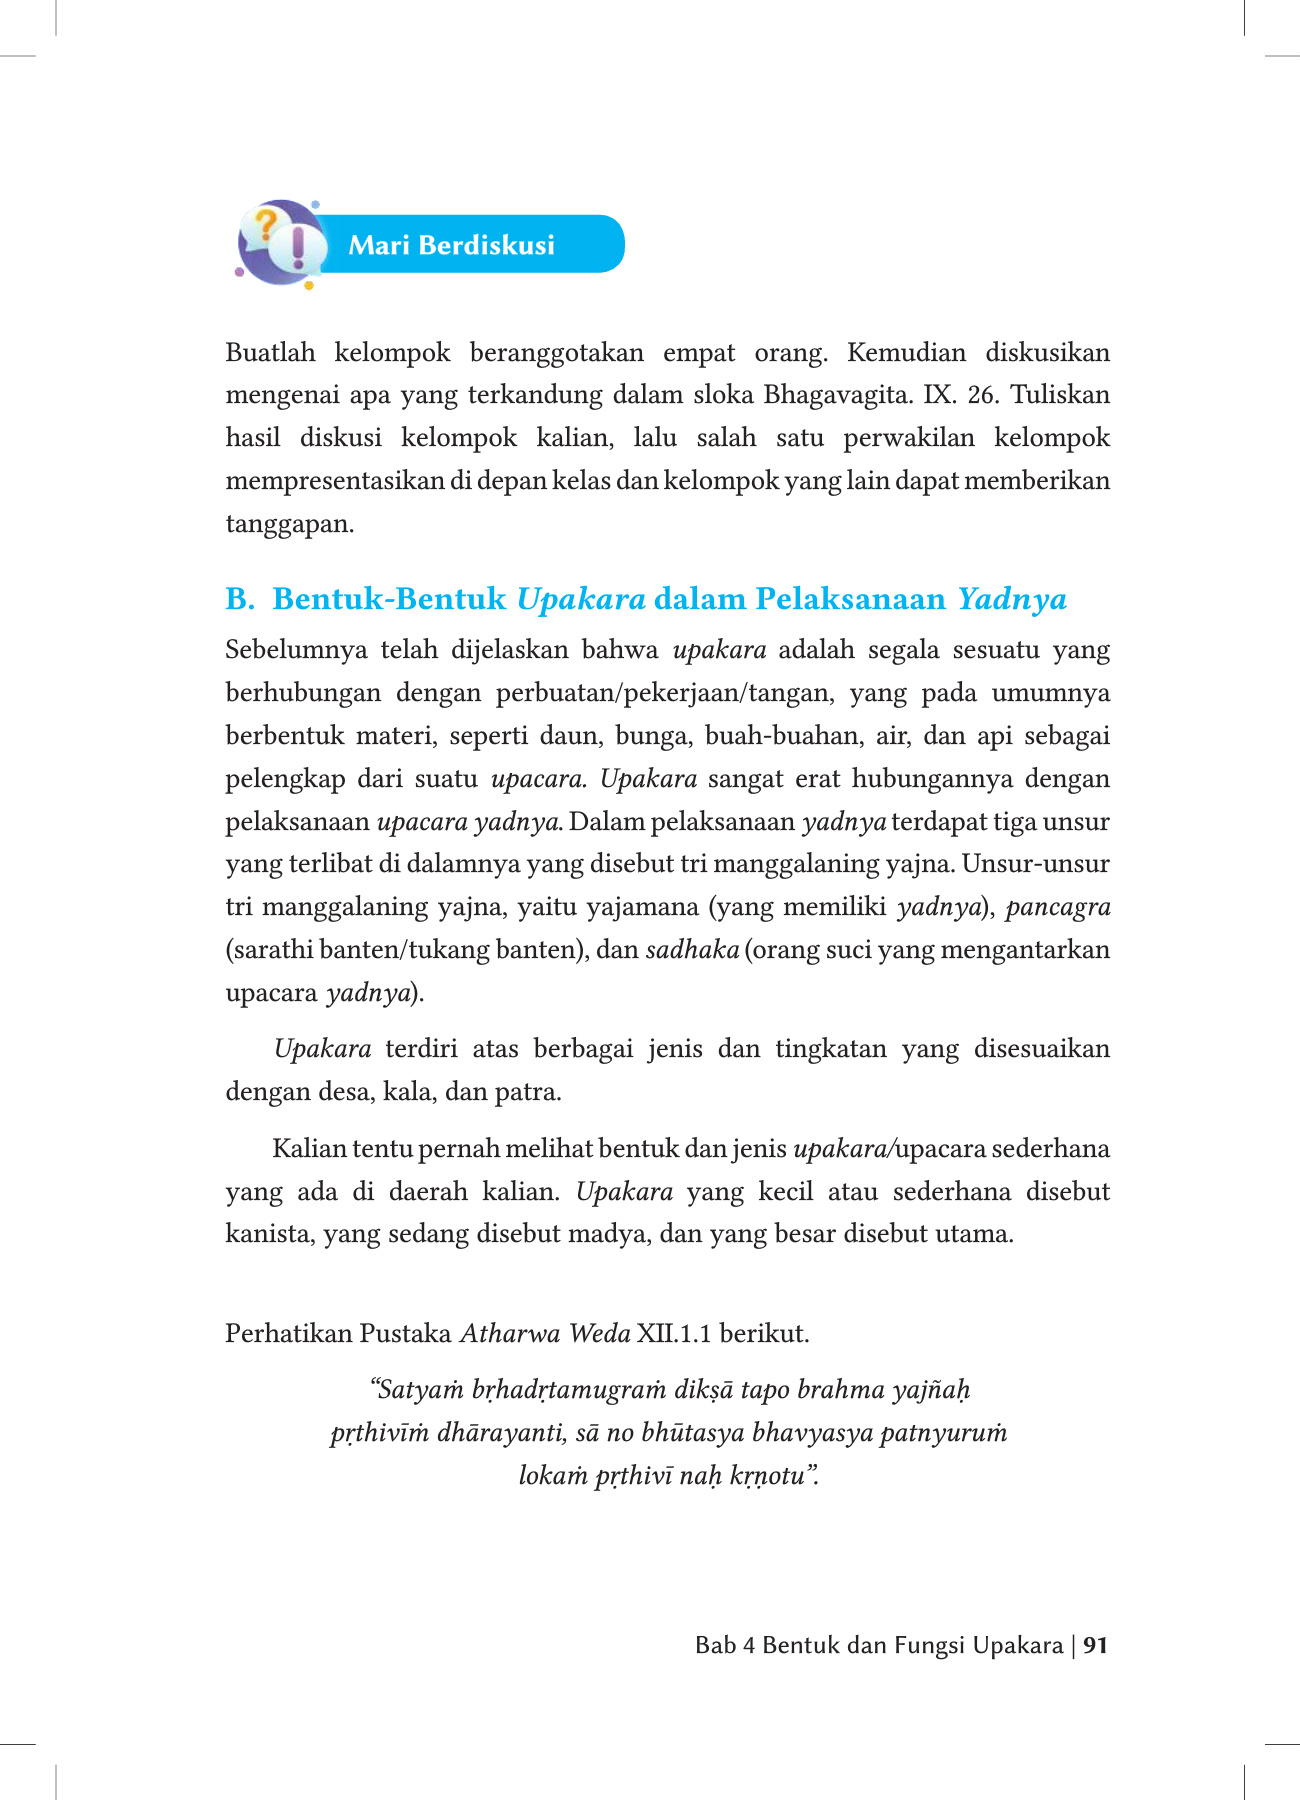 Mari Berdiskusi
Buatlah kelompok beranggotakan empat orang. Kemudian diskusikan
mengenai apa yang terkandung dalam sloka Bhagavagita. IX. 26. Tuliskan
hasil diskusi kelompok kalian, lalu salah satu perwakilan kelompok
mempresentasikan di depan kelas dan kelompok yang lain dapat memberikan
tanggapan.
B. Bentuk-Bentuk Upakara dalam Pelaksanaan Yadnya
Sebelumnya telah dijelaskan bahwa upakara adalah segala sesuatu yang
berhubungan dengan perbuatan/pekerjaan/tangan, yang pada umumnya
berbentuk materi, seperti daun, bunga, buah-buahan, air, dan api sebagai
pelengkap dari suatu upacara. Upakara sangat erat hubungannya dengan
pelaksanaan upacara yadnya. Dalam pelaksanaan yadnya terdapat tiga unsur
yang terlibat di dalamnya yang disebut tri manggalaning yajna. Unsur-unsur
tri manggalaning yajna, yaitu yajamana (yang memiliki yadnya), pancagra
(sarathi banten/tukang banten), dan sadhaka (orang suci yang mengantarkan
upacara yadnya).
Upakara terdiri atas berbagai jenis dan tingkatan yang disesuaikan
dengan desa, kala, dan patra.
Kalian tentu pernah melihat bentuk dan jenis upakara/upacara sederhana
yang ada di daerah kalian. Upakara yang kecil atau sederhana disebut
kanista, yang sedang disebut madya, dan yang besar disebut utama.
Perhatikan Pustaka Atharwa Weda XII.1.1 berikut.
“Satyaṁ bṛhadṛtamugraṁ dikṣā tapo brahma yajñaḥ
pṛthivīṁ dhārayanti, sā no bhūtasya bhavyasya patnyuruṁ
lokaṁ pṛthivī naḥ kṛṇotu”.
Bab 4 Bentuk dan Fungsi Upakara | 91